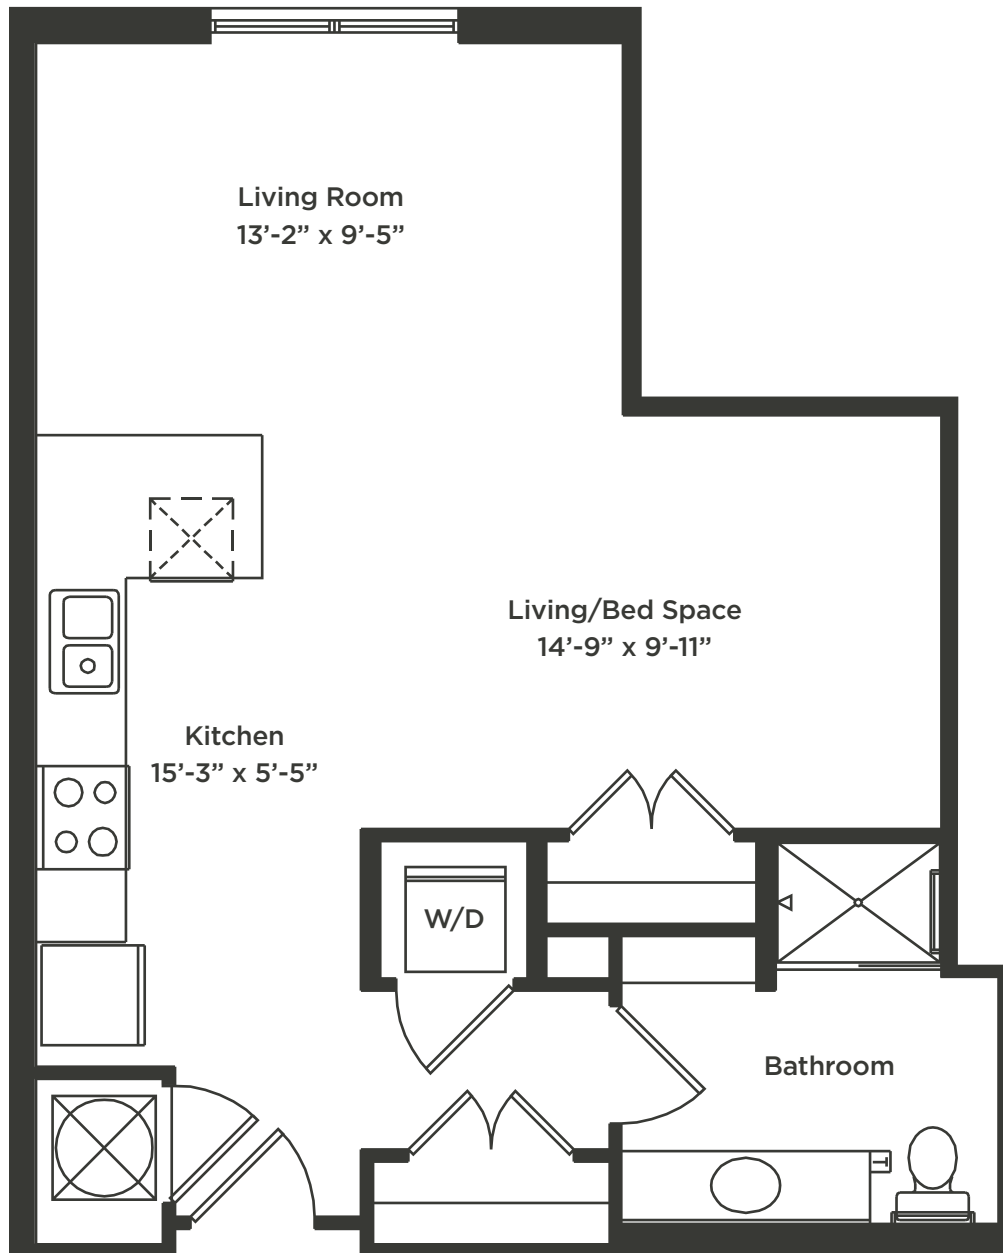 Living Room
13’-2” x 9’-5”
Living/Bed Space
14’-9” x 9’-11”
Kitchen
15’-3” x 5’-5”
W/D
Bathroom